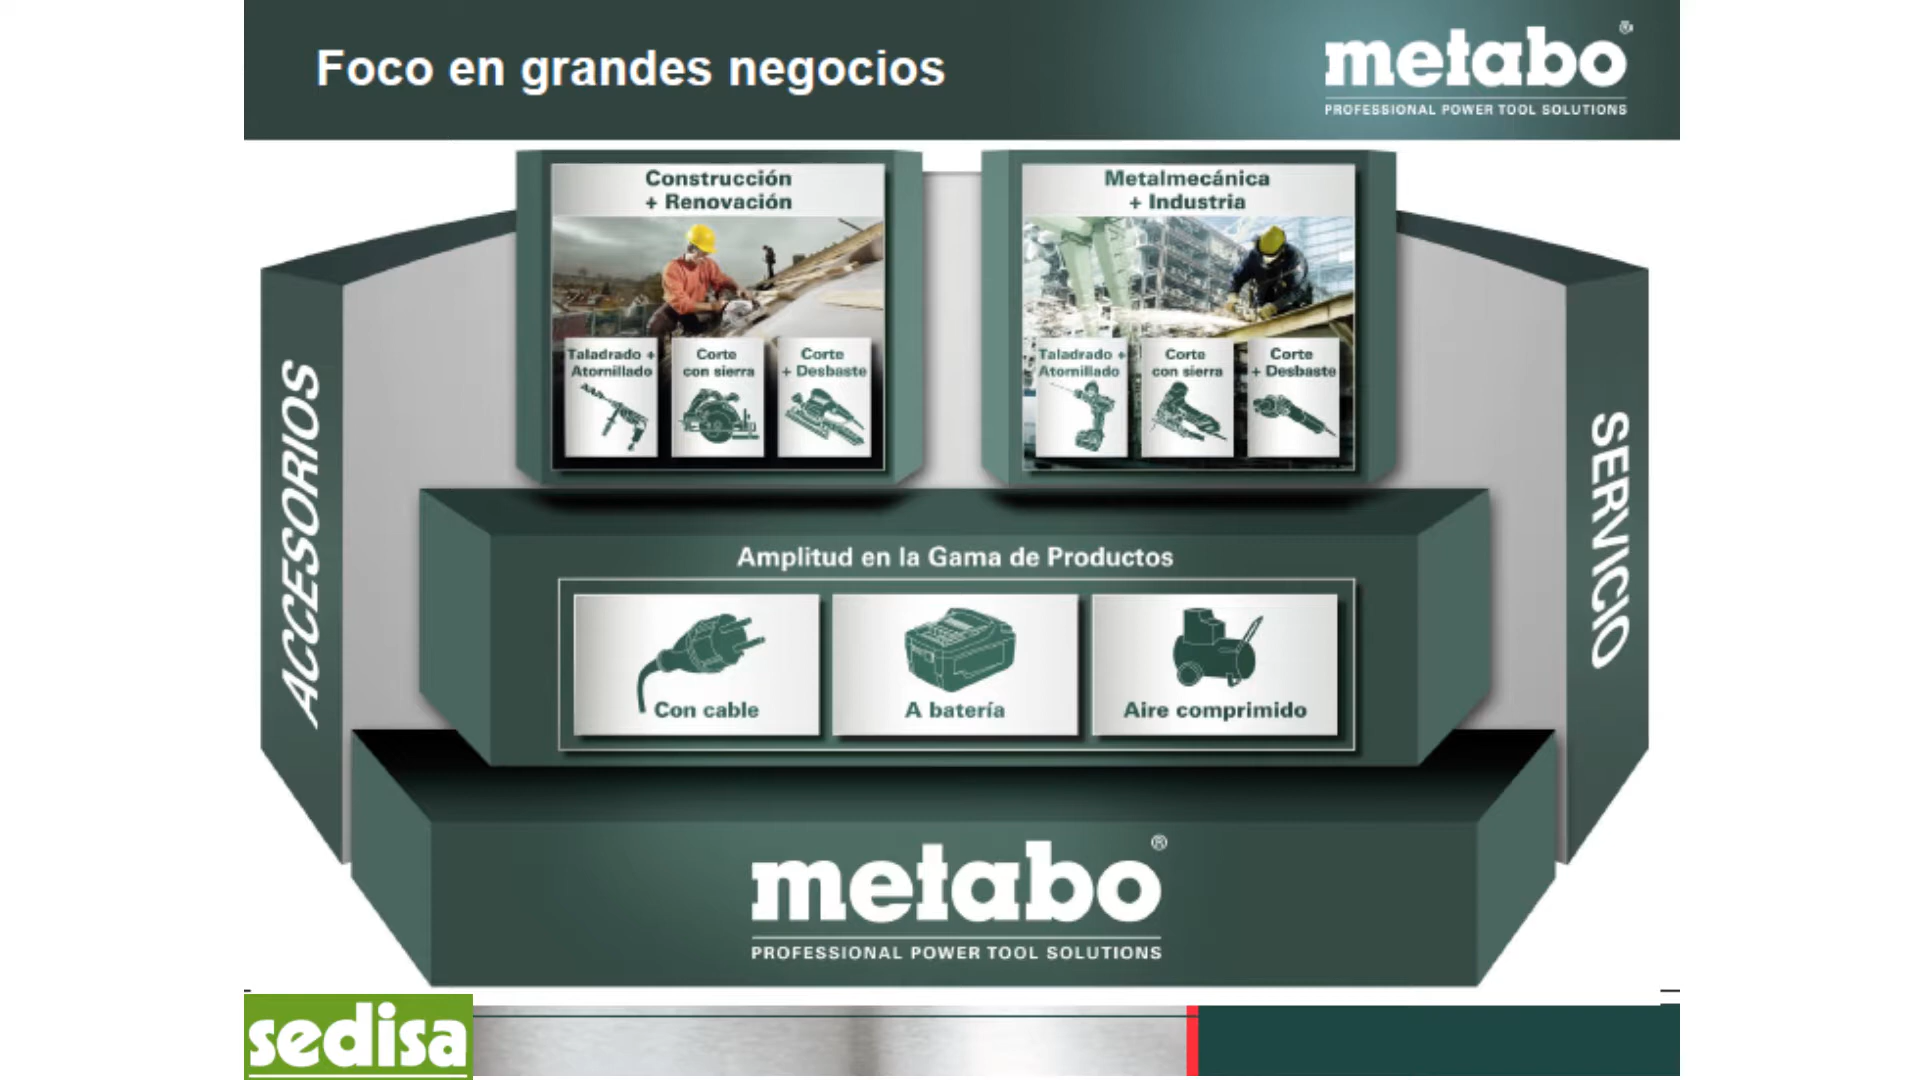 Foco en grandes negocios
metabo®
PROFESSIONAL POWER TOOL SOLUTIONS
Construcción
+ Renovación
Taladrado +
Atornillado
Corte
con sierra
Corte
+ Desbaste
Metalmecánica
+ Industria
Taladrado +
Atornillado
Corte
con sierra
Corte
+ Desbaste
ACCESORIOS
SERVICIO
Amplitud en la Gama de Productos
Con cable
A batería
Aire comprimido
metabo®
PROFESSIONAL POWER TOOL SOLUTIONS
sedisa